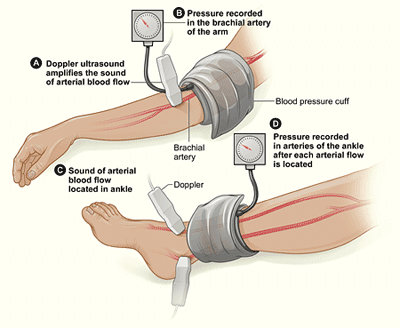 B Pressure recorded
in the brachial artery
of the arm
A Doppler ultrasound
amplifies the sound
of arterial blood flow
Blood pressure cuff
Brachial
artery
D Pressure recorded
in arteries of the ankle
after each arterial flow
is located
C Sound of arterial
blood flow
located in ankle
Doppler